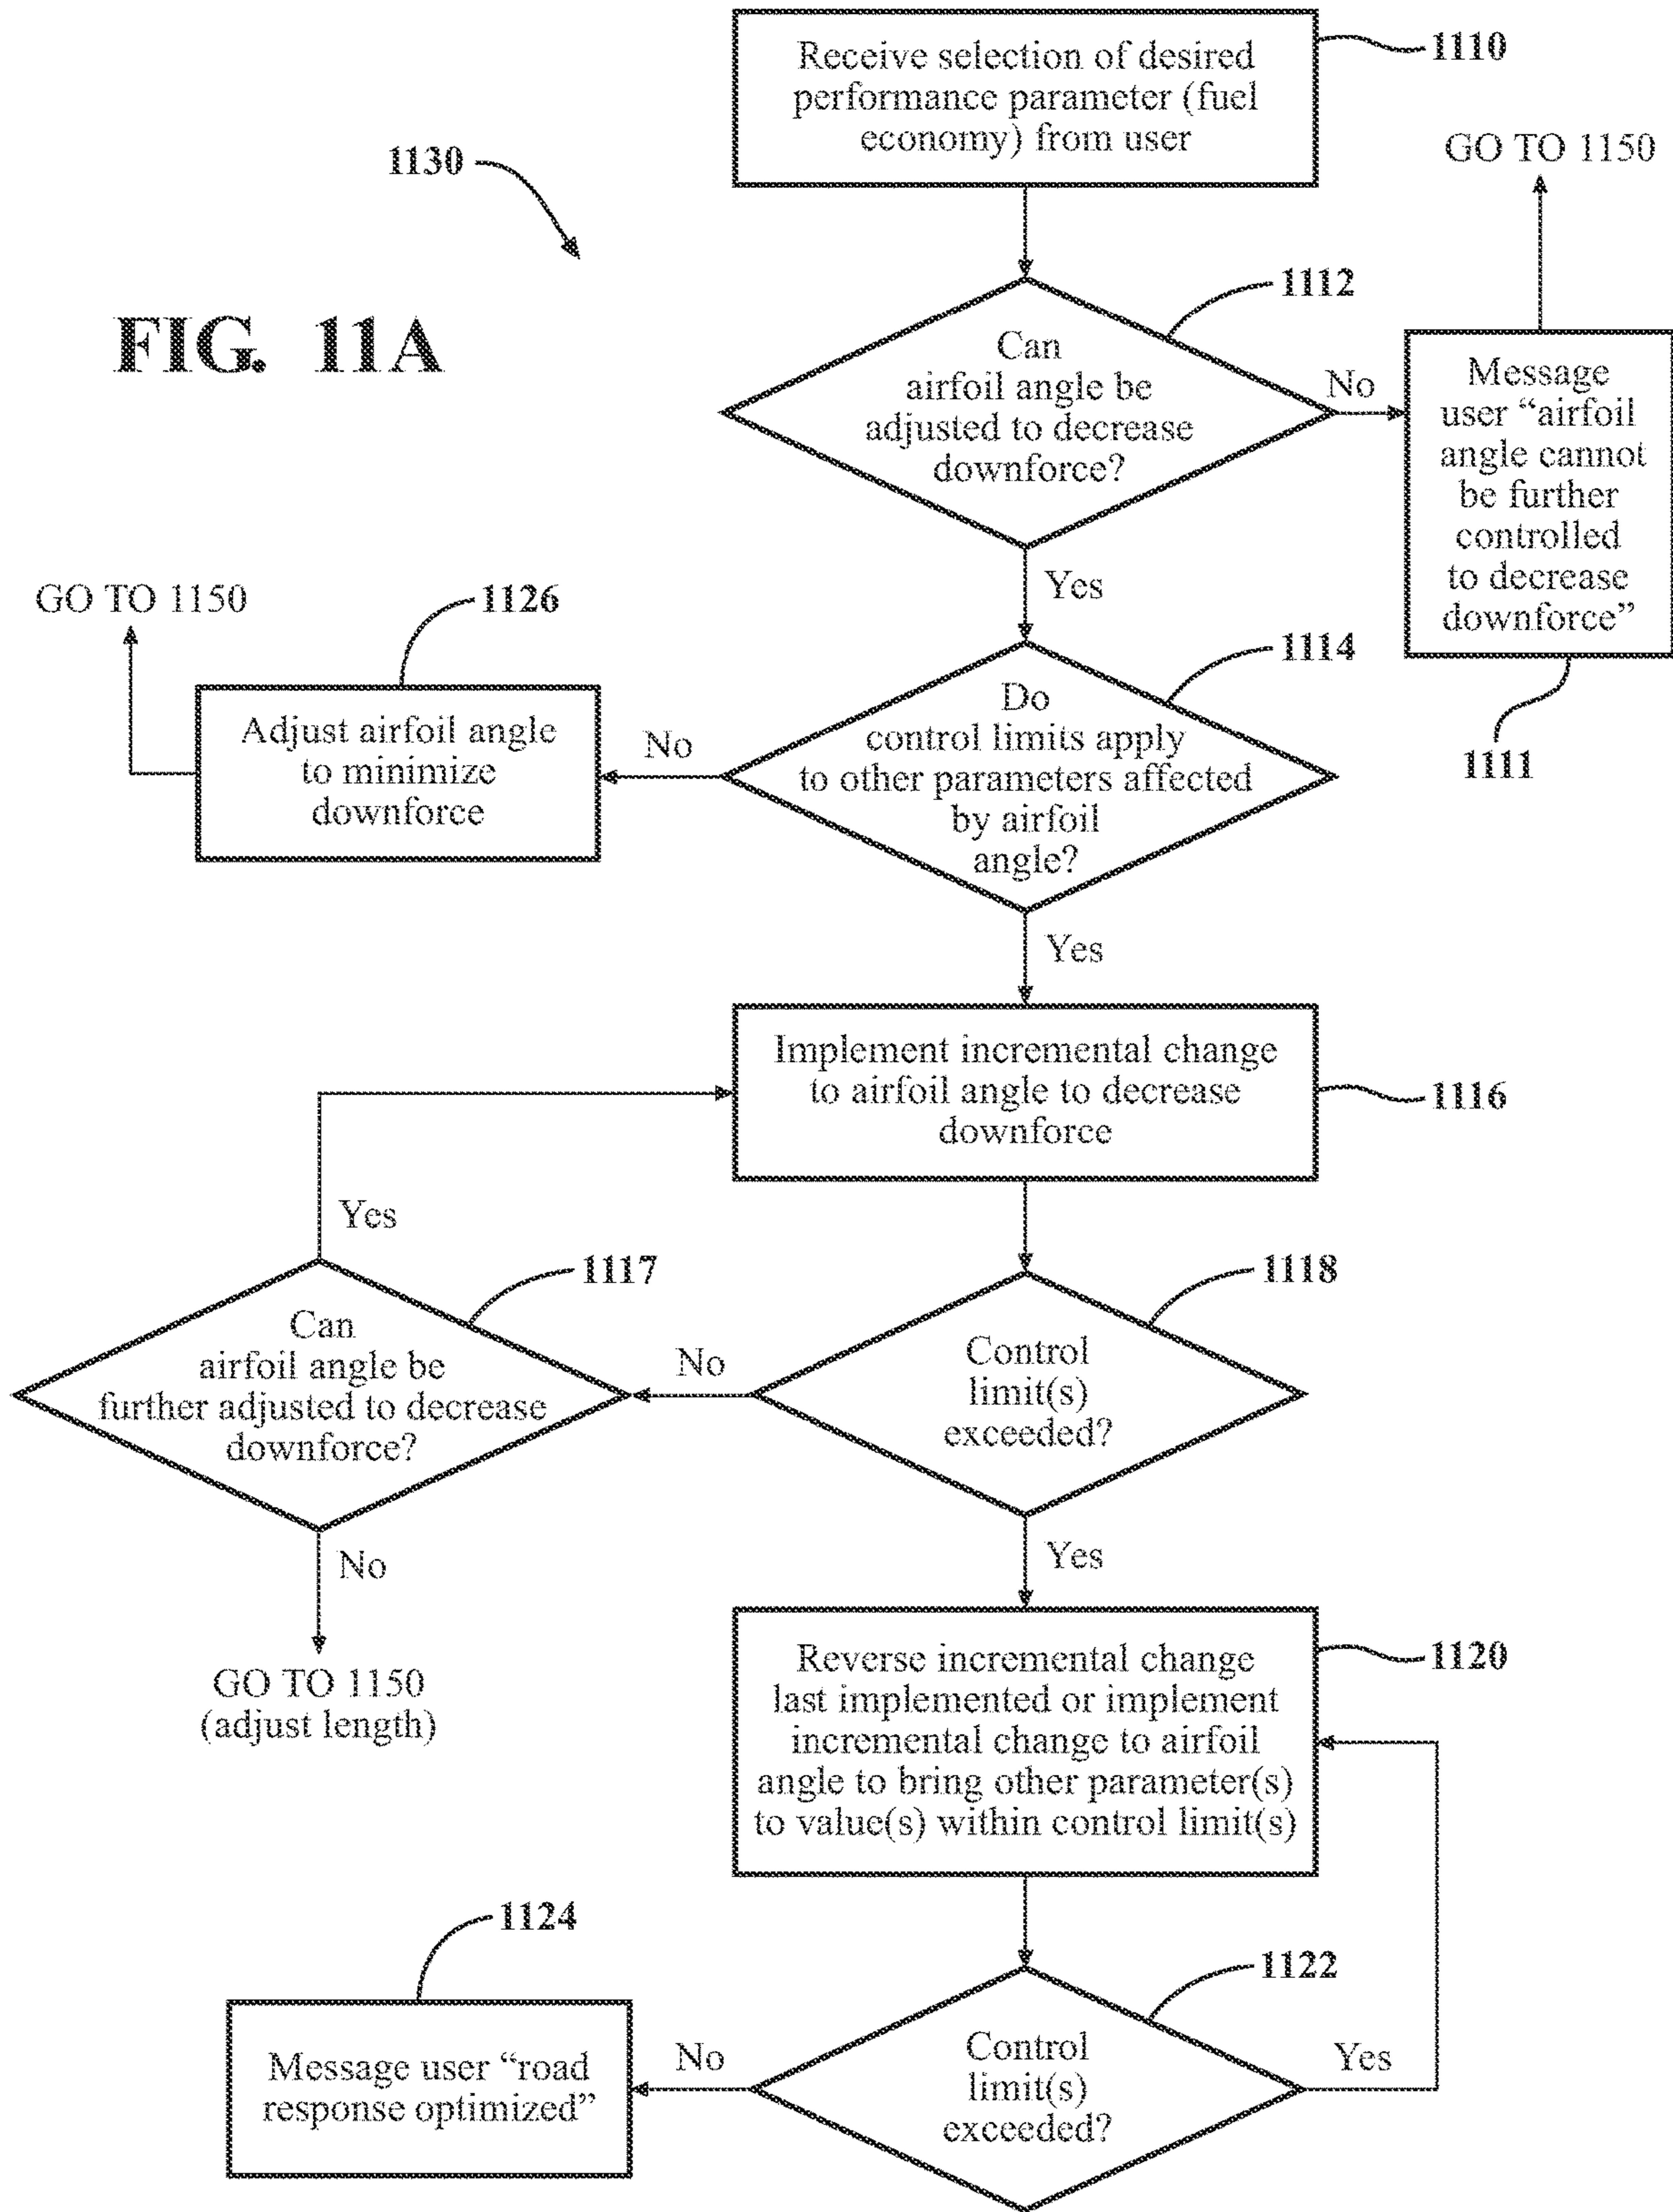 Receive selection of desired
performance parameter (fuel
economy) from user
1110
1130
GO TO 1150
FIG. 11A
1112
Can
airfoil angle be
adjusted to decrease
downforce?
No
Message
user “airfoil
angle cannot
be further
controlled
to decrease
downforce”
1111
Yes
GO TO 1150
1126
1114
Adjust airfoil angle
to minimize
downforce
No
Do
control limits apply
to other parameters affected
by airfoil
angle?
Yes
Implement incremental change
to airfoil angle to decrease
downforce
1116
Yes
1117
1118
Can
airfoil angle be
further adjusted to decrease
downforce?
No
Control
limit(s)
exceeded?
No
Yes
GO TO 1150
(adjust length)
Reverse incremental change
last implemented or implement
incremental change to airfoil
angle to bring other parameter(s)
to value(s) within control limit(s)
1120
1124
1122
Message user “road
response optimized”
No
Control
limit(s)
exceeded?
Yes